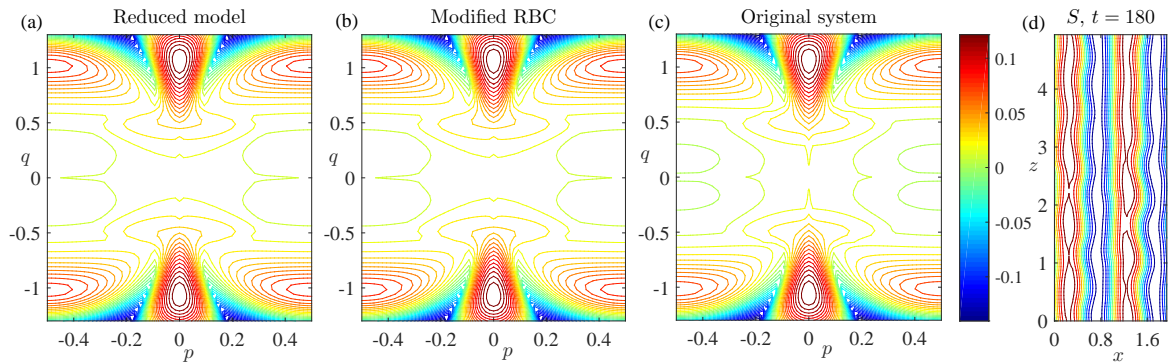 (a) Reduced model
(b) Modified RBC
(c) Original system
(d) S, t = 180
1
0.5
q
0
-0.5
-1
-0.4 -0.2 0 0.2 0.4
p
1
0.5
q
0
-0.5
-1
-0.4 -0.2 0 0.2 0.4
p
1
0.5
q
0
-0.5
-1
-0.4 -0.2 0 0.2 0.4
p
0.1
0.05
0
-0.05
-0.1
4
3
z
2
1
0
0 0.8 1.6
x